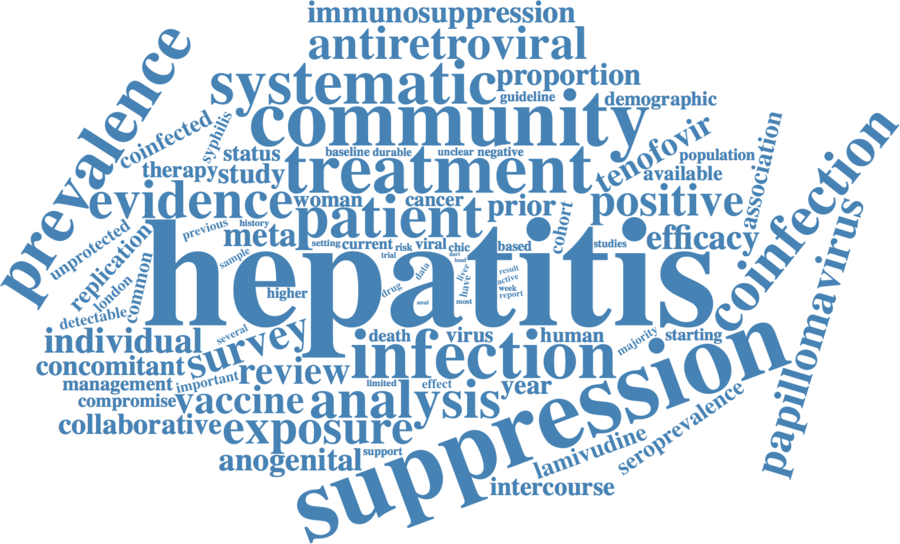 immunosuppression
antiretroviral
systematic proportion
guideline demographic
community
prevalence
coinfected
syphilis
status
baseline durable
unclear negative
tenofovir
population
association
therapy study
treatment
available
coinfection
evidence
woman
cancer
patient
prior
cohort
positive
unprotected
replication
previous
history
meta
setting
current
risk
viral
chic
based
studies
efficacy
papillomavirus
trial
dart
load
sample
hepatitis
london
common
detectable
higher
drug
data
anal
liver
have
most
result
active
week
report
individual
several
survey
death
virus
human
majority
starting
concomitant
review
infection
management
important
limited
effect
year
suppression
compromise
vaccine
analysis
collaborative
exposure
anogenital
support
lamivudine
seroprevalence
intercourse